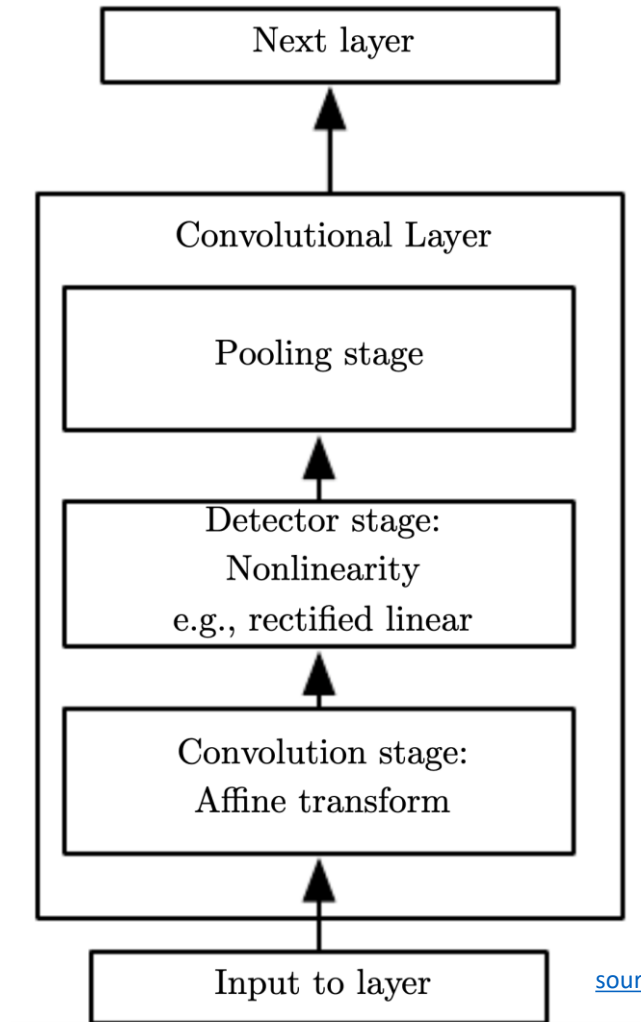 Next layer
Convolutional Layer
Pooling stage
Detector stage:
Nonlinearity
e.g., rectified linear
Convolution stage:
Affine transform
Input to layer